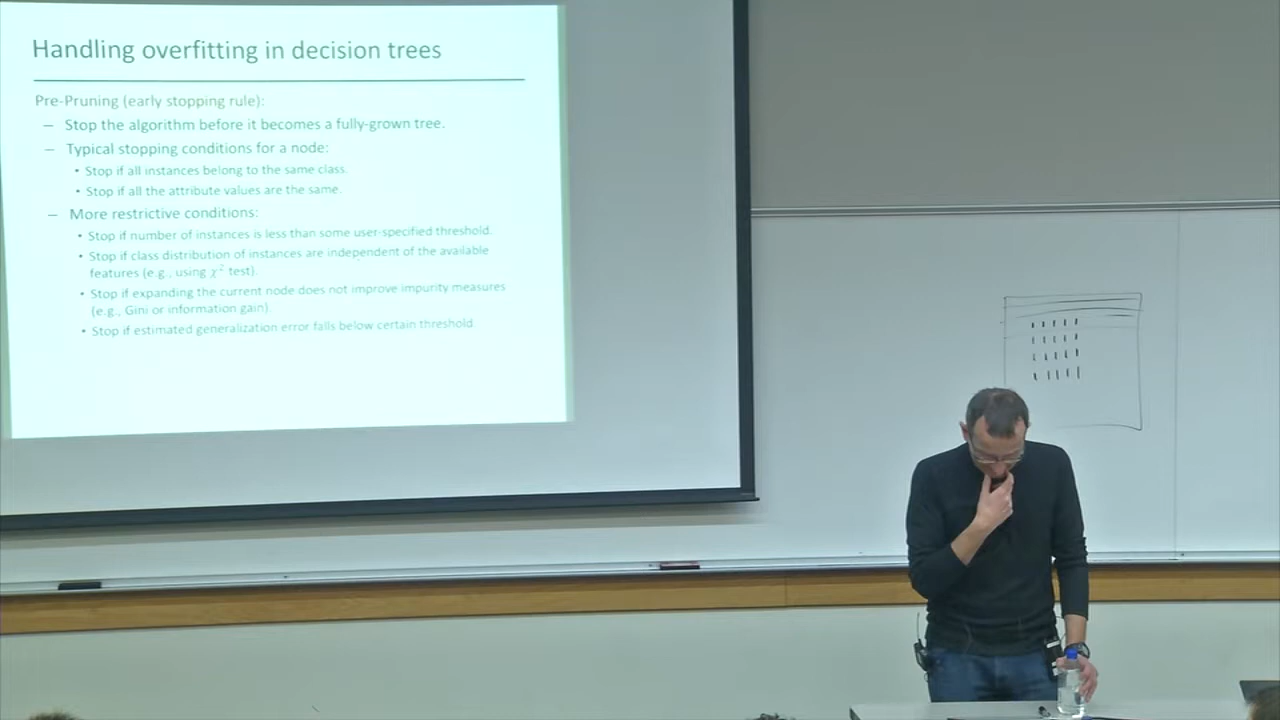 Handling overfitting in decision trees
Pre-Pruning (early stopping rule):
– Stop the algorithm before it becomes a fully-grown tree.
– Typical stopping conditions for a node:
• Stop if all instances belong to the same class.
• Stop if all the attribute values are the same.
– More restrictive conditions:
• Stop if number of instances is less than some user-specified threshold.
• Stop if class distribution of instances are independent of the available
features (e.g., using χ² test).
• Stop if expanding the current node does not improve impurity measures
(e.g., Gini or information gain).
• Stop if estimated generalization error falls below certain threshold